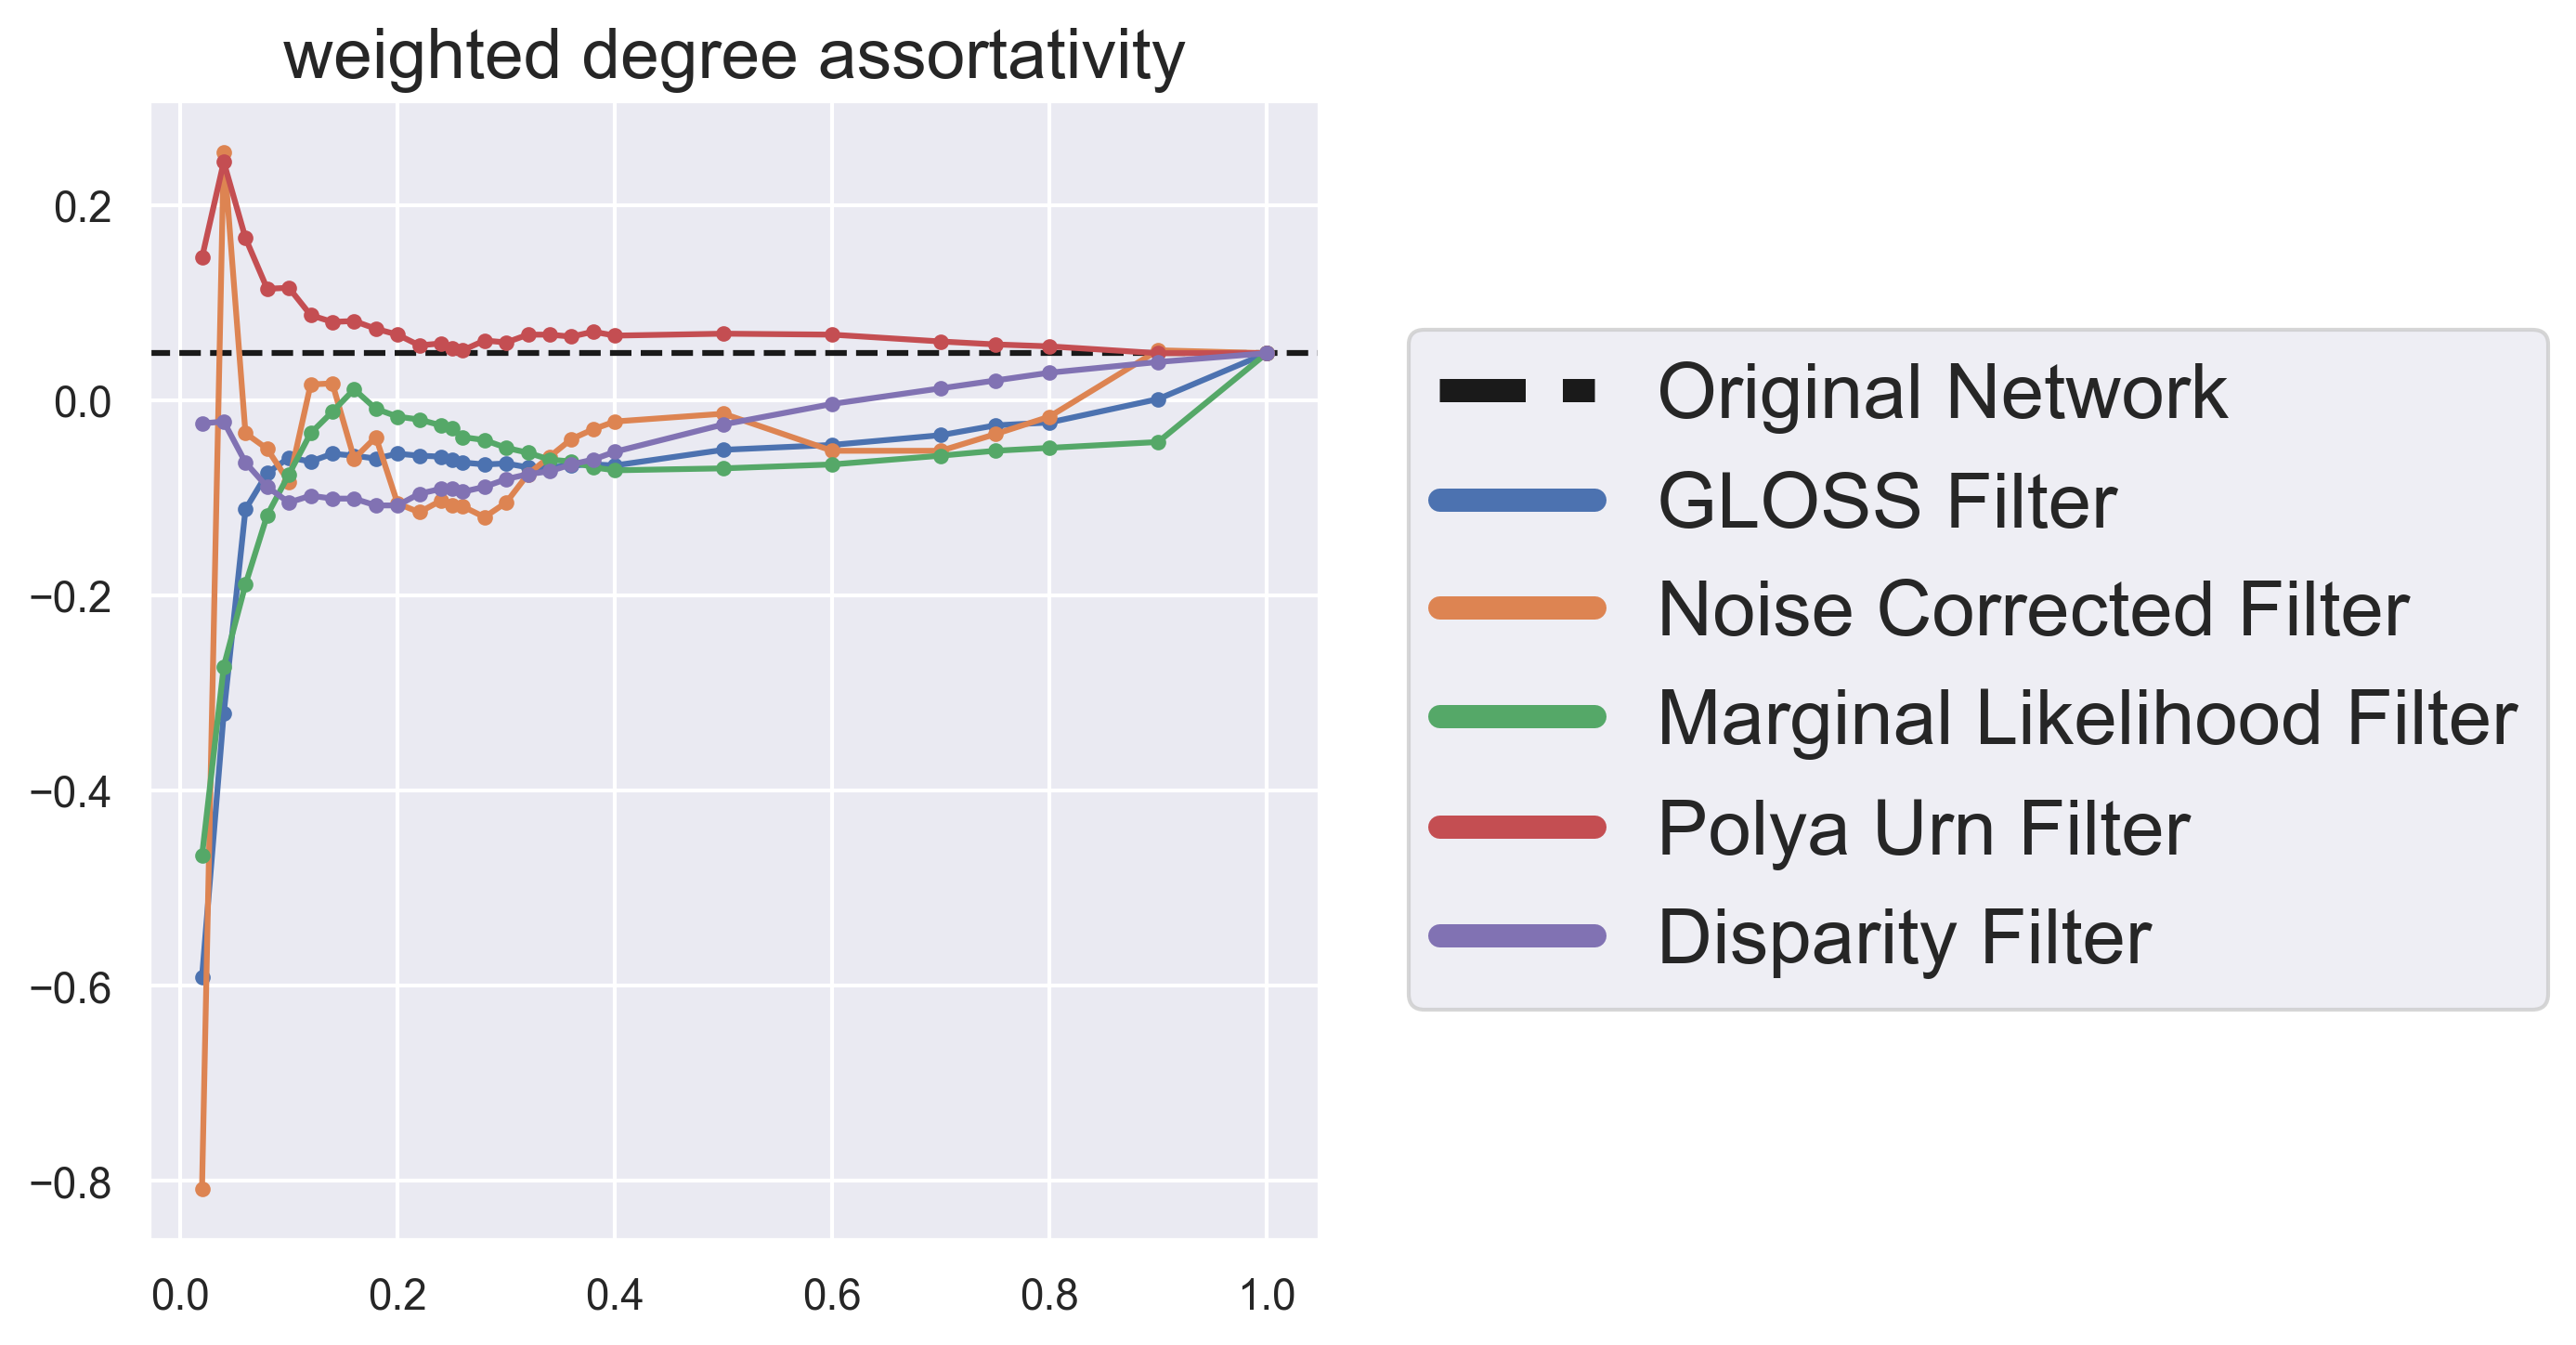 weighted degree assortativity
0.2
0.0
−0.2
−0.4
−0.6
−0.8
0.0 0.2 0.4 0.6 0.8 1.0
Original Network
GLOSS Filter
Noise Corrected Filter
Marginal Likelihood Filter
Polya Urn Filter
Disparity Filter